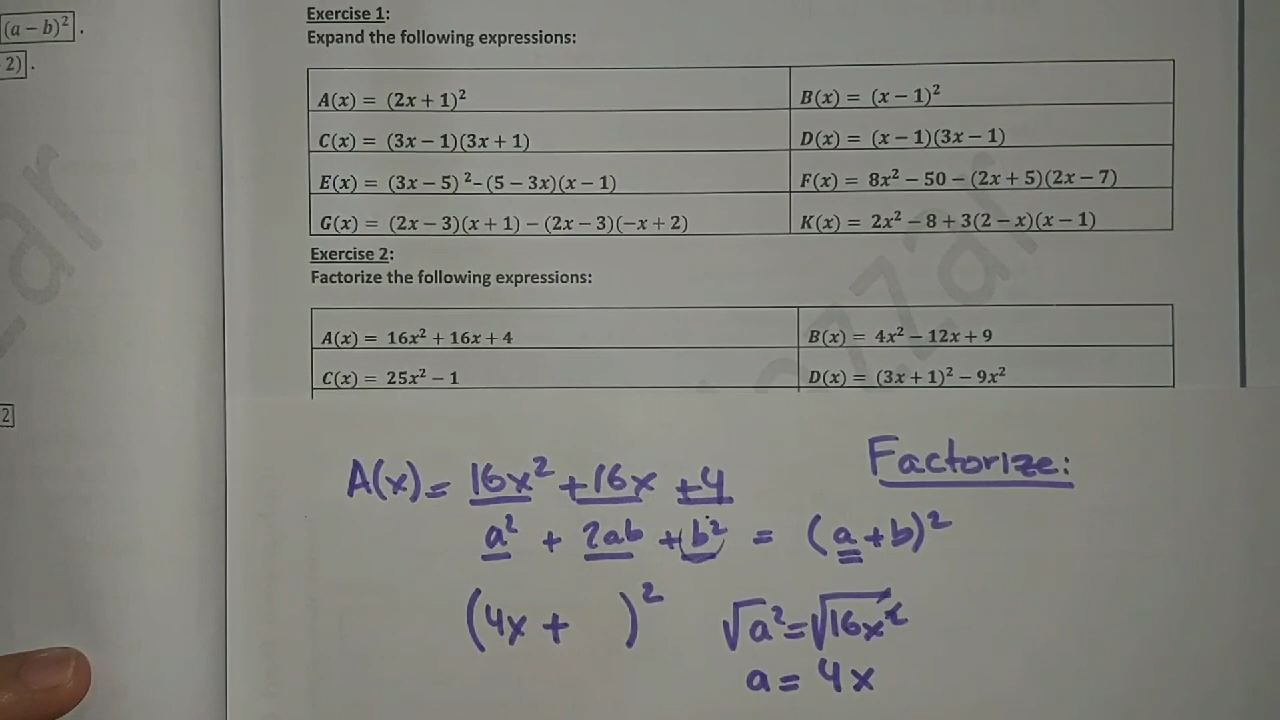 (a − b)² .
2) .
2
Exercise 1:
Expand the following expressions:
A(x) = (2x + 1)²
B(x) = (x − 1)²
C(x) = (3x − 1)(3x + 1)
D(x) = (x − 1)(3x − 1)
E(x) = (3x − 5) ²−(5 − 3x)(x − 1)
F(x) = 8x² − 50 − (2x + 5)(2x − 7)
G(x) = (2x − 3)(x + 1) − (2x − 3)(−x + 2)
K(x) = 2x² − 8 + 3(2 − x)(x − 1)
Exercise 2:
Factorize the following expressions:
A(x) = 16x² + 16x + 4
B(x) = 4x² − 12x + 9
C(x) = 25x² − 1
D(x) = (3x + 1)² − 9x²
Factorize:
A(x) = 16x² + 16x + 4
a² + 2ab + b² = (a + b)²
(4x + )²
√a² = √16x²
a = 4x